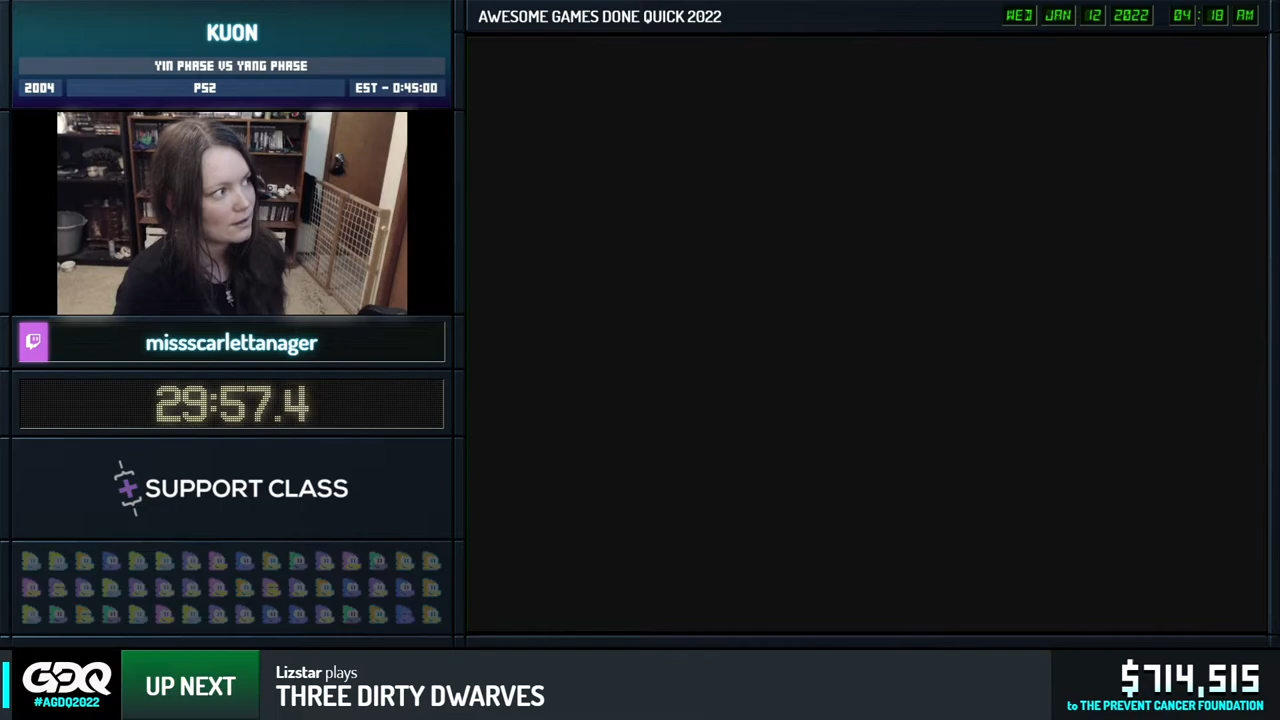 KUON
YIN PHASE VS YANG PHASE
2004 PS2 EST - 0:45:00
AWESOME GAMES DONE QUICK 2022
WED JAN 12 2022 04:18 AM
missscarlettanager
29:57.4
SUPPORT CLASS
GDQ
#AGDQ2022
UP NEXT
Lizstar plays
THREE DIRTY DWARVES
$714,515
to THE PREVENT CANCER FOUNDATION